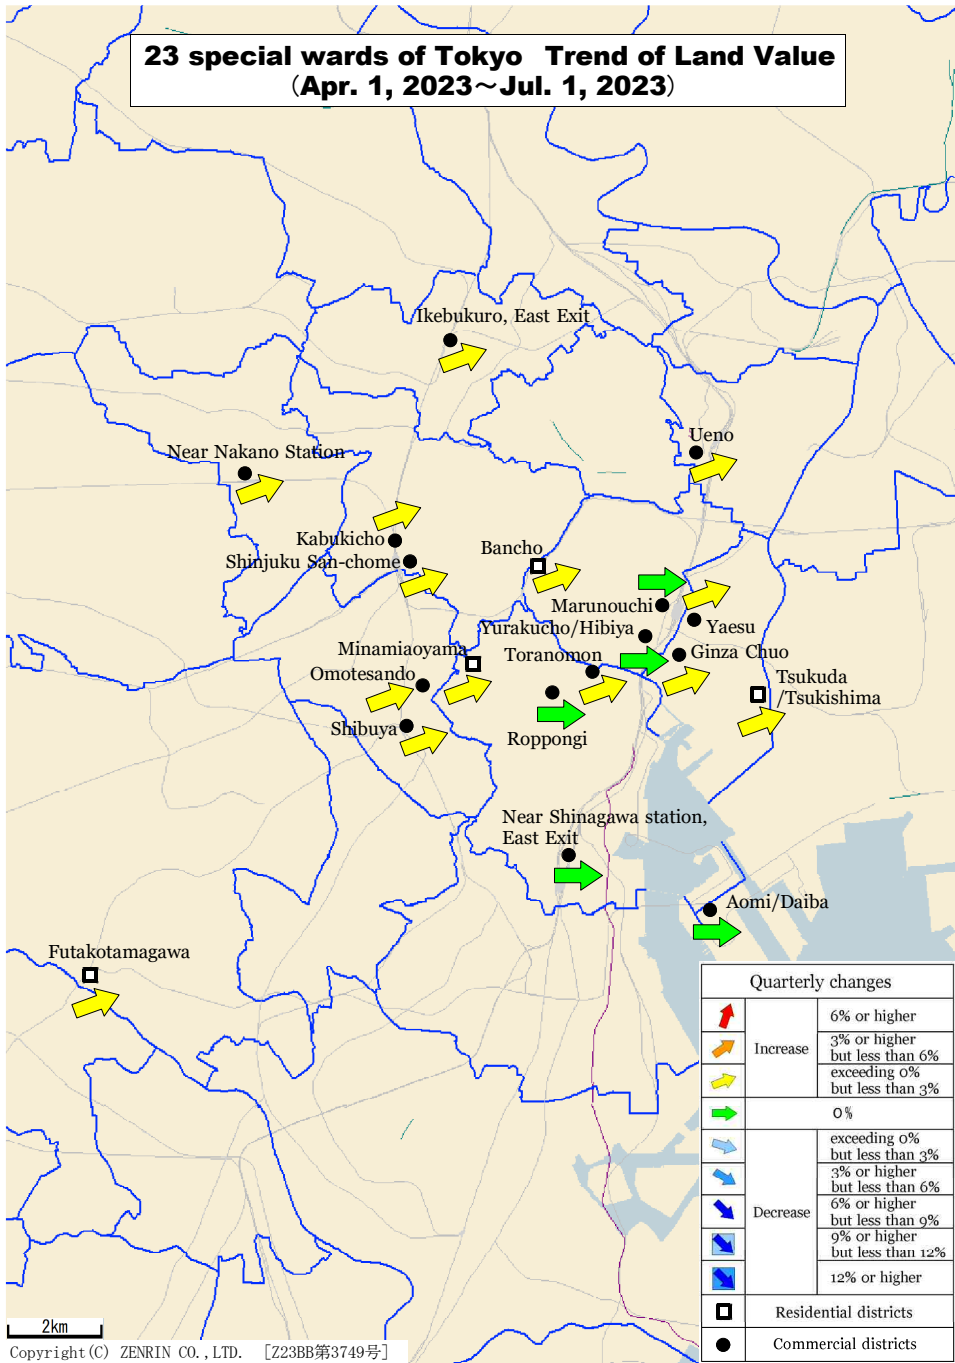 23 special wards of Tokyo Trend of Land Value
（Apr. 1, 2023～Jul. 1, 2023）
Ikebukuro, East Exit
Ueno
Near Nakano Station
Kabukicho
Shinjuku San-chome
Bancho
Marunouchi
Yurakucho/Hibiya
Yaesu
Minamiaoyama
Toranomon
Ginza Chuo
Omotesando
Tsukuda
/Tsukishima
Shibuya
Roppongi
Near Shinagawa station,
East Exit
Aomi/Daiba
Futakotamagawa
Quarterly changes
Increase
6% or higher
3% or higher
but less than 6%
exceeding 0%
but less than 3%
0%
Decrease
exceeding 0%
but less than 3%
3% or higher
but less than 6%
6% or higher
but less than 9%
9% or higher
but less than 12%
12% or higher
Residential districts
Commercial districts
2km
Copyright(C) ZENRIN CO.,LTD. [Z23BB第3749号]